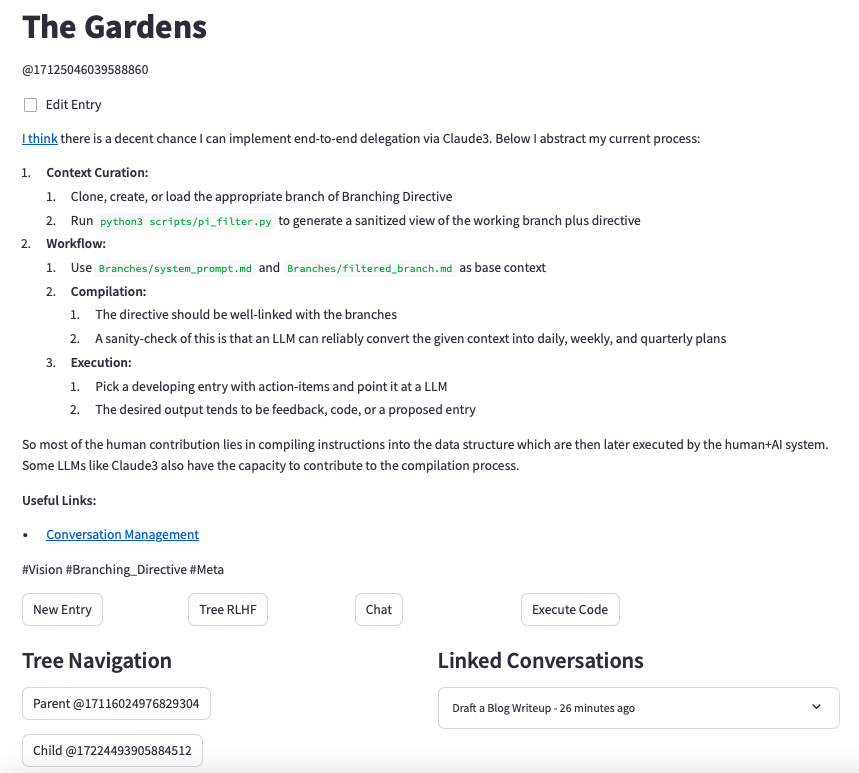 The Gardens
@17125046039588860
Edit Entry
I think there is a decent chance I can implement end-to-end delegation via Claude3. Below I abstract my current process:
1. Context Curation:
1. Clone, create, or load the appropriate branch of Branching Directive
2. Run python3 scripts/pi_filter.py to generate a sanitized view of the working branch plus directive
2. Workflow:
1. Use Branches/system_prompt.md and Branches/filtered_branch.md as base context
2. Compilation:
1. The directive should be well-linked with the branches
2. A sanity-check of this is that an LLM can reliably convert the given context into daily, weekly, and quarterly plans
3. Execution:
1. Pick a developing entry with action-items and point it at a LLM
2. The desired output tends to be feedback, code, or a proposed entry
So most of the human contribution lies in compiling instructions into the data structure which are then later executed by the human+AI system.
Some LLMs like Claude3 also have the capacity to contribute to the compilation process.
Useful Links:
• Conversation Management
#Vision #Branching_Directive #Meta
New Entry Tree RLHF Chat Execute Code
Tree Navigation
Parent @17116024976829304
Child @17224493905884512
Linked Conversations
Draft a Blog Writeup - 26 minutes ago